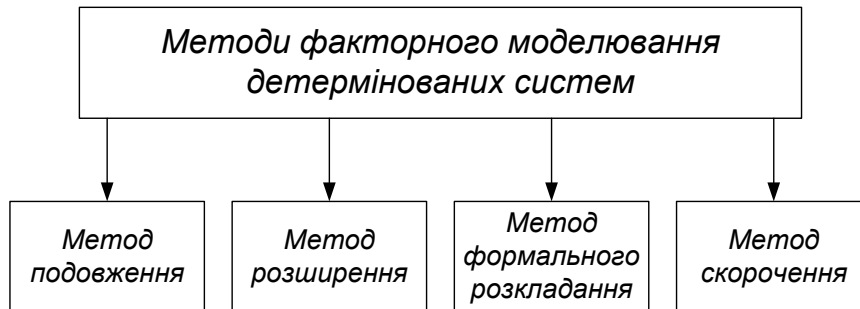 Методи факторного моделювання
детермінованих систем
Метод
подовження
Метод
розширення
Метод
формального
розкладання
Метод
скорочення